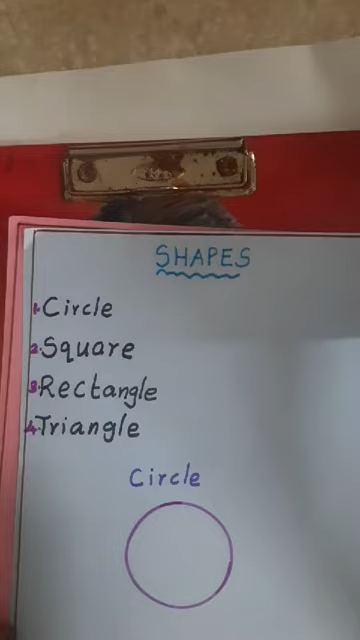 SHAPES
1. Circle
2. Square
3. Rectangle
4. Triangle
Circle